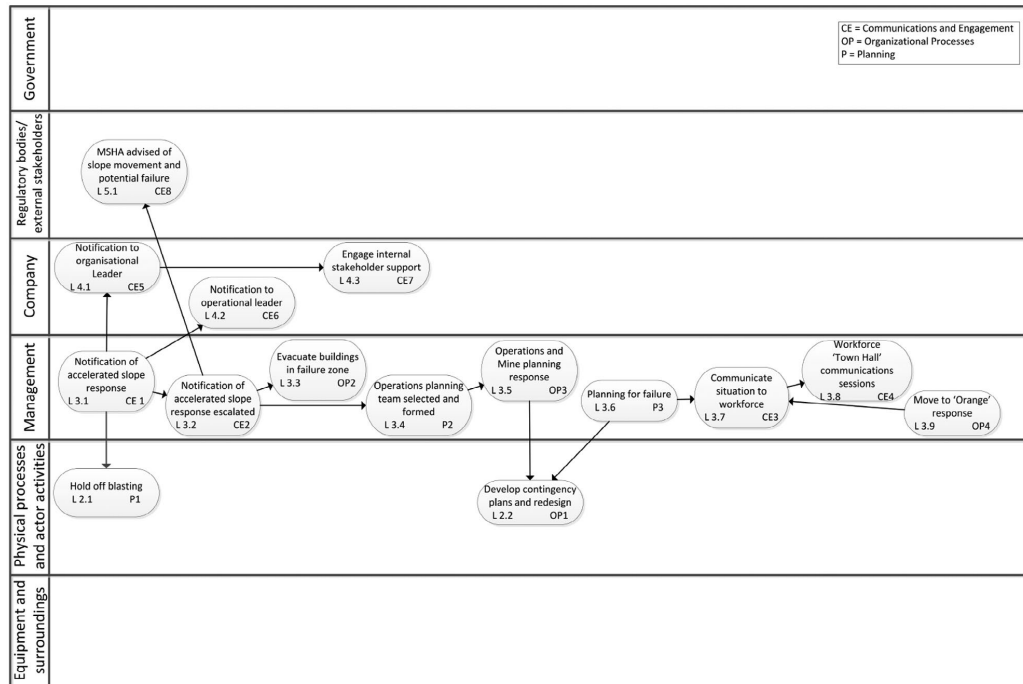 CE = Communications and Engagement
OP = Organizational Processes
P = Planning
Government
Regulatory bodies/
external stakeholders
MSHA advised of
slope movement and
potential failure
L 5.1 CE8
Company
Notification to
organisational
Leader
L 4.1 CE5
Engage internal
stakeholder support
L 4.3 CE7
Notification to
operational leader
L 4.2 CE6
Management
Notification of
accelerated slope
response
L 3.1 CE 1
Notification of
accelerated slope
response escalated
L 3.2 CE2
Evacuate buildings
in failure zone
L 3.3 OP2
Operations planning
team selected and
formed
L 3.4 P2
Operations and
Mine planning
response
L 3.5 OP3
Planning for failure
L 3.6 P3
Communicate
situation to
workforce
L 3.7 CE3
Workforce
‘Town Hall’
communications
sessions
L 3.8 CE4
Move to ‘Orange’
response
L 3.9 OP4
Physical processes
and actor activities
Hold off blasting
L 2.1 P1
Develop contingency
plans and redesign
L 2.2 OP1
Equipment and
surroundings